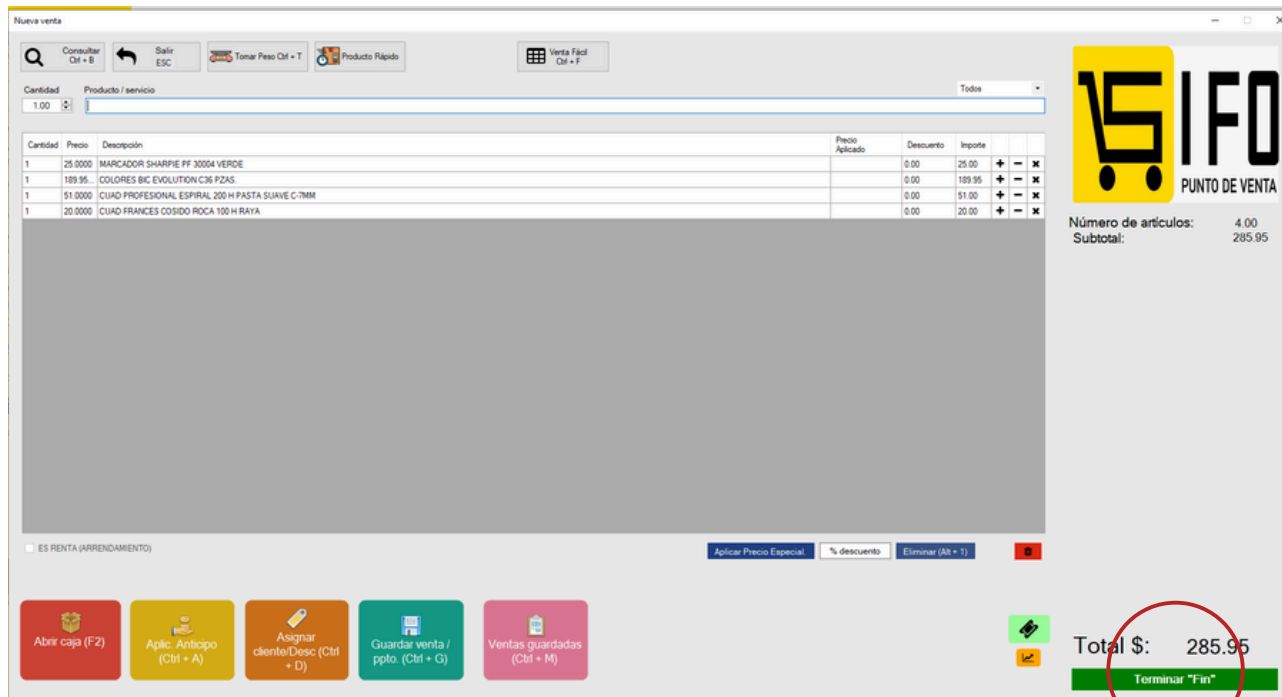 Nueva venta
Consultar Ctrl + B
Salir ESC
Tomar Peso Ctrl + T
Producto Rápido
Venta Fácil Ctrl + F
Cantidad Producto / servicio Todos
1.00
Cantidad Precio Descripción Precio Aplicado Descuento Importe
1 25.0000 MARCADOR SHARPIE PF 30004 VERDE 0.00 25.00
1 189.95... COLORES BIC EVOLUTION C36 PZAS. 0.00 189.95
1 51.0000 CUAD PROFESIONAL ESPIRAL 200 H PASTA SUAVE C-7MM 0.00 51.00
1 20.0000 CUAD FRANCES COSIDO ROCA 100 H RAYA 0.00 20.00
SIFO
PUNTO DE VENTA
Número de artículos: 4.00
Subtotal: 285.95
ES RENTA (ARRENDAMIENTO)
Aplicar Precio Especial.
% descuento
Eliminar (Alt + 1)
Abrir caja (F2)
Aplic. Anticipo
(Ctrl + A)
Asignar
cliente/Desc (Ctrl
+ D)
Guardar venta /
ppto. (Ctrl + G)
Ventas guardadas
(Ctrl + M)
Total $: 285.95
Terminar "Fin"